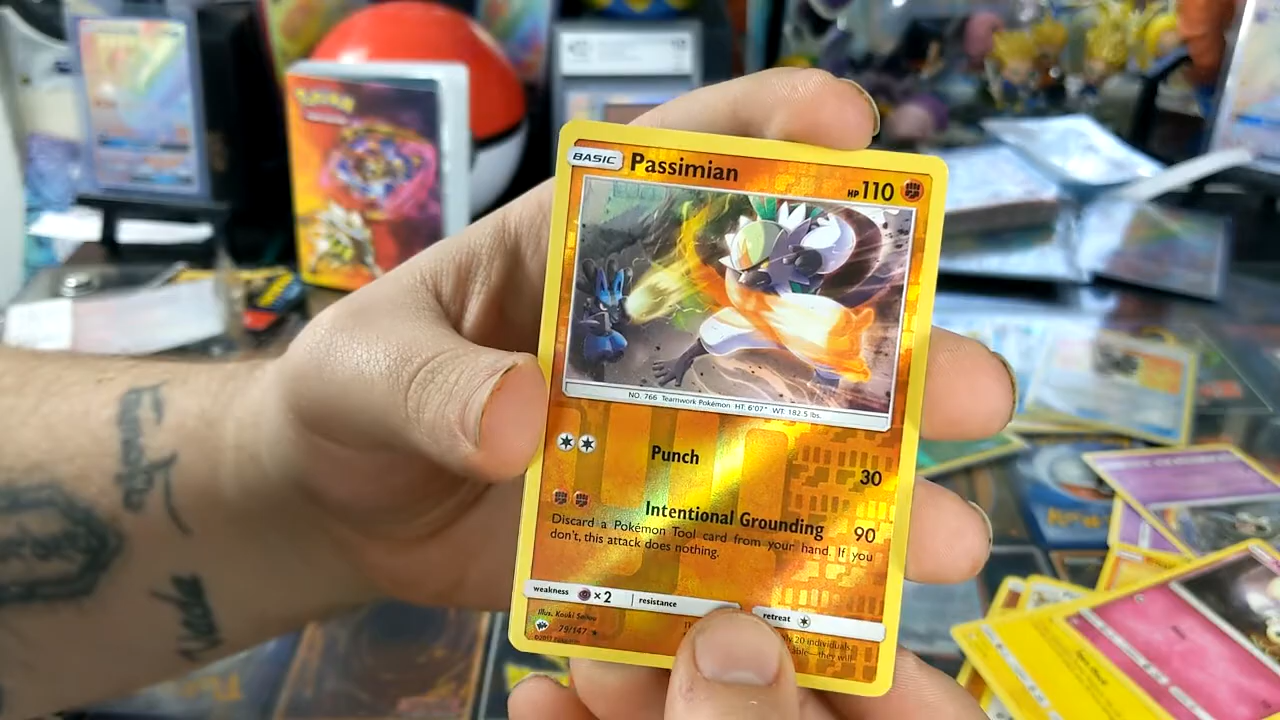 Pokémon
BASIC Passimian HP 110
NO. 766 Teamwork Pokémon HT: 6'07" WT: 182.5 lbs.
Punch 30
Intentional Grounding 90
Discard a Pokémon Tool card from your hand. If you
don't, this attack does nothing.
weakness ×2 resistance retreat
Illus. Kouki Saitou
79/147
20 individuals
they will